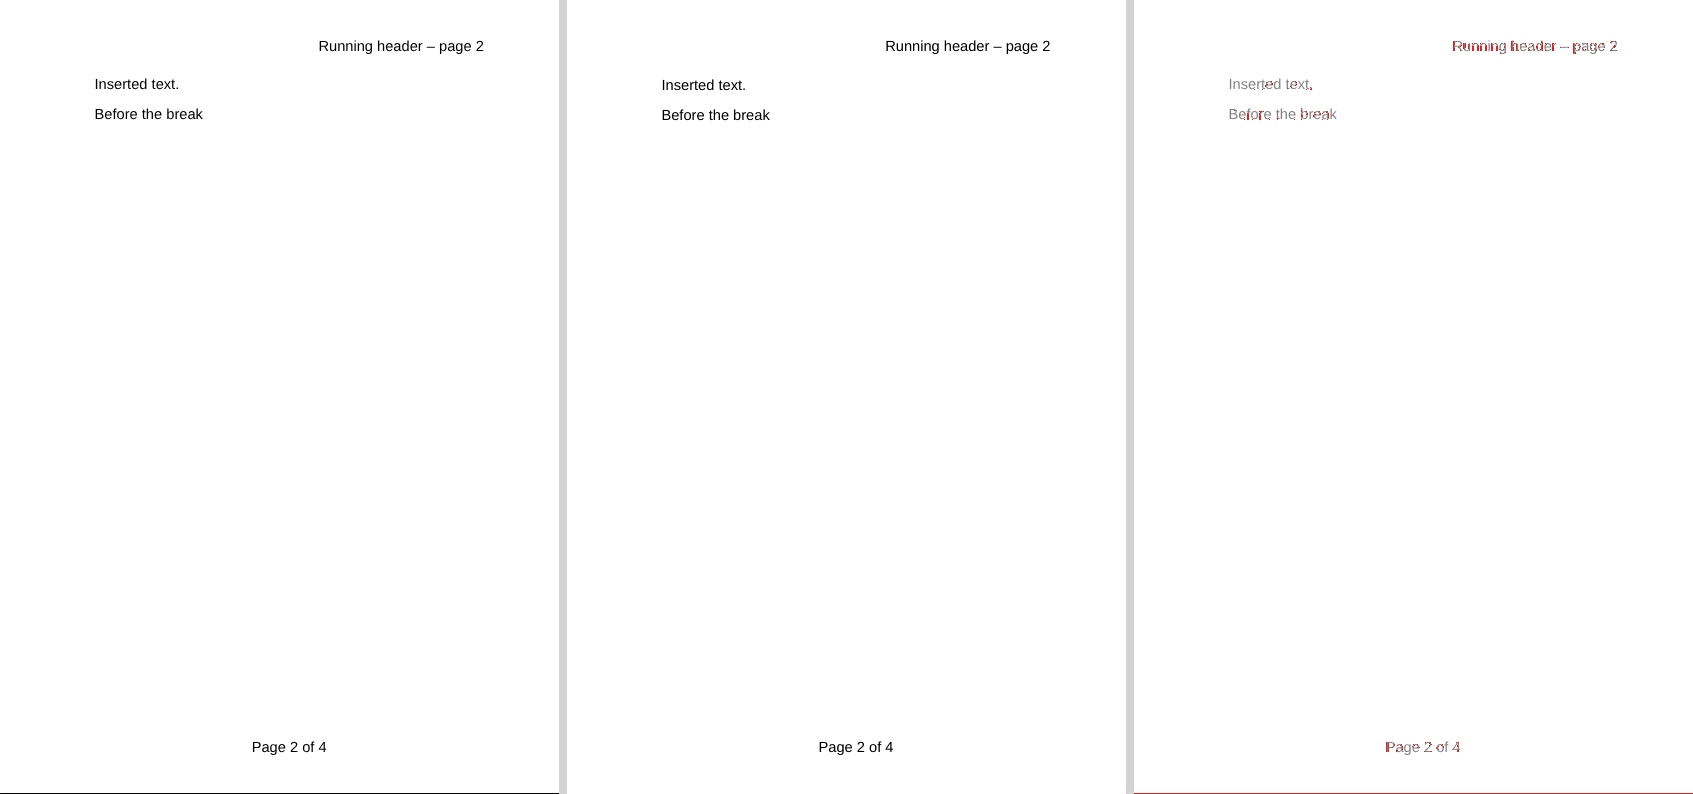 Running header – page 2
Inserted text.
Before the break
Page 2 of 4
Running header – page 2
Inserted text.
Before the break
Page 2 of 4
Running header – page 2
Inserted text.
Before the break
Page 2 of 4